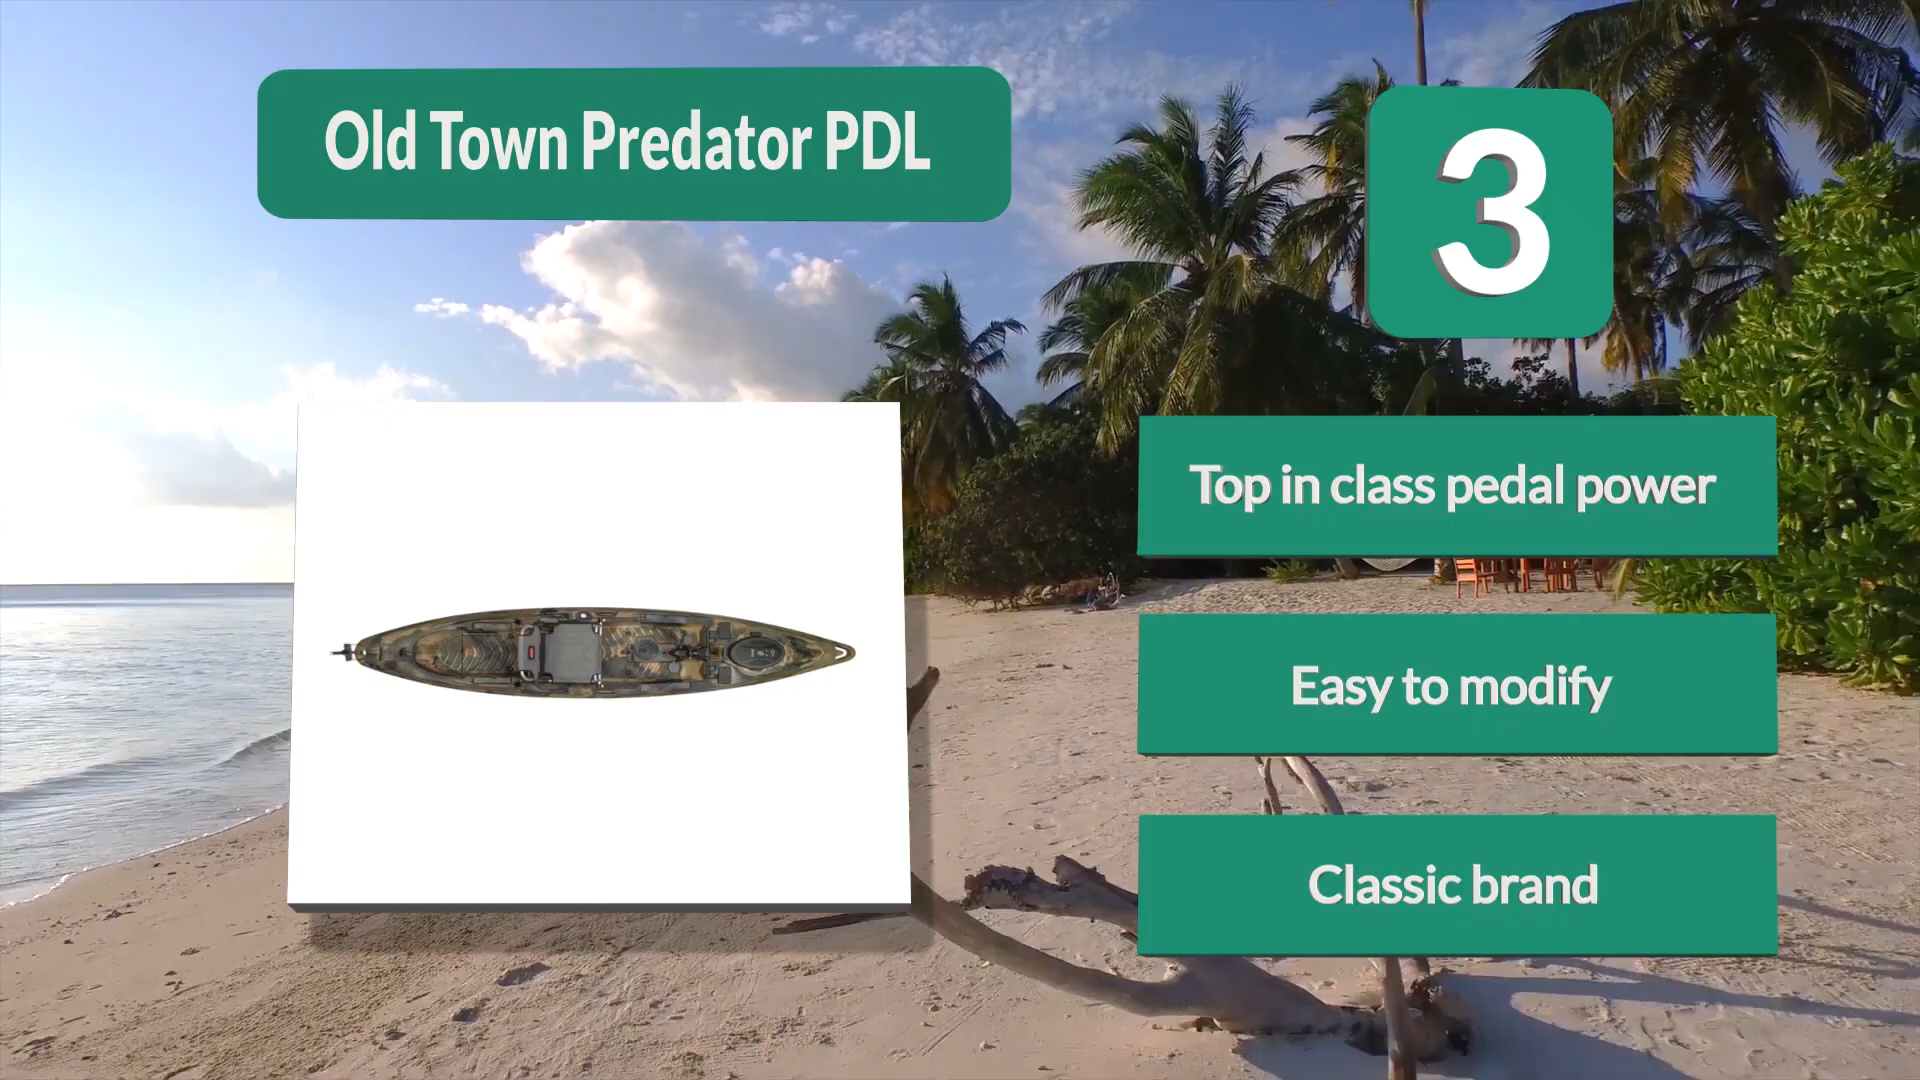 Old Town Predator PDL
3
Top in class pedal power
Easy to modify
Classic brand